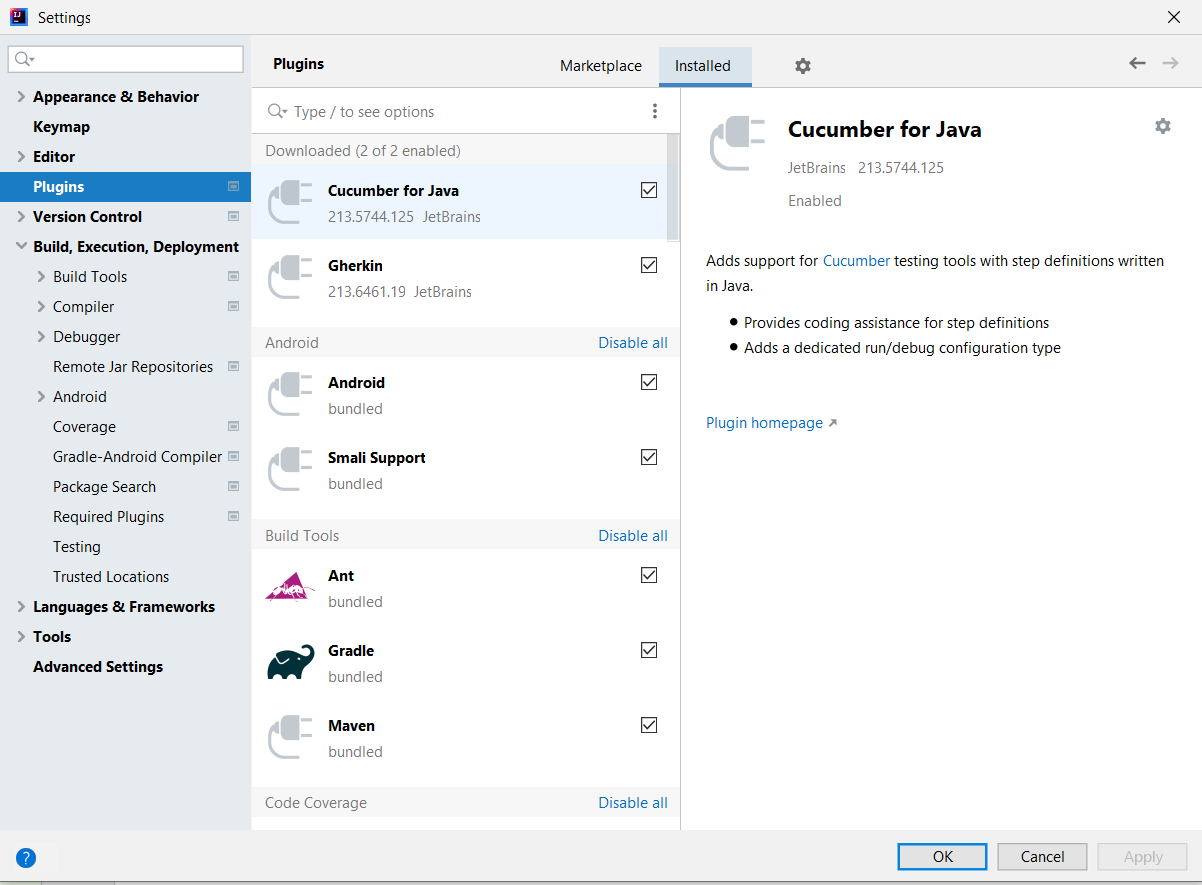 Settings
Appearance & Behavior
Keymap
Editor
Plugins
Version Control
Build, Execution, Deployment
Build Tools
Compiler
Debugger
Remote Jar Repositories
Android
Coverage
Gradle-Android Compiler
Package Search
Required Plugins
Testing
Trusted Locations
Languages & Frameworks
Tools
Advanced Settings
Plugins
Marketplace
Installed
Type / to see options
Downloaded (2 of 2 enabled)
Cucumber for Java
213.5744.125 JetBrains
Gherkin
213.6461.19 JetBrains
Android Disable all
Android
bundled
Smali Support
bundled
Build Tools Disable all
Ant
bundled
Gradle
bundled
Maven
bundled
Code Coverage Disable all
Cucumber for Java
JetBrains 213.5744.125
Enabled
Adds support for Cucumber testing tools with step definitions written
in Java.
• Provides coding assistance for step definitions
• Adds a dedicated run/debug configuration type
Plugin homepage
?
OK
Cancel
Apply